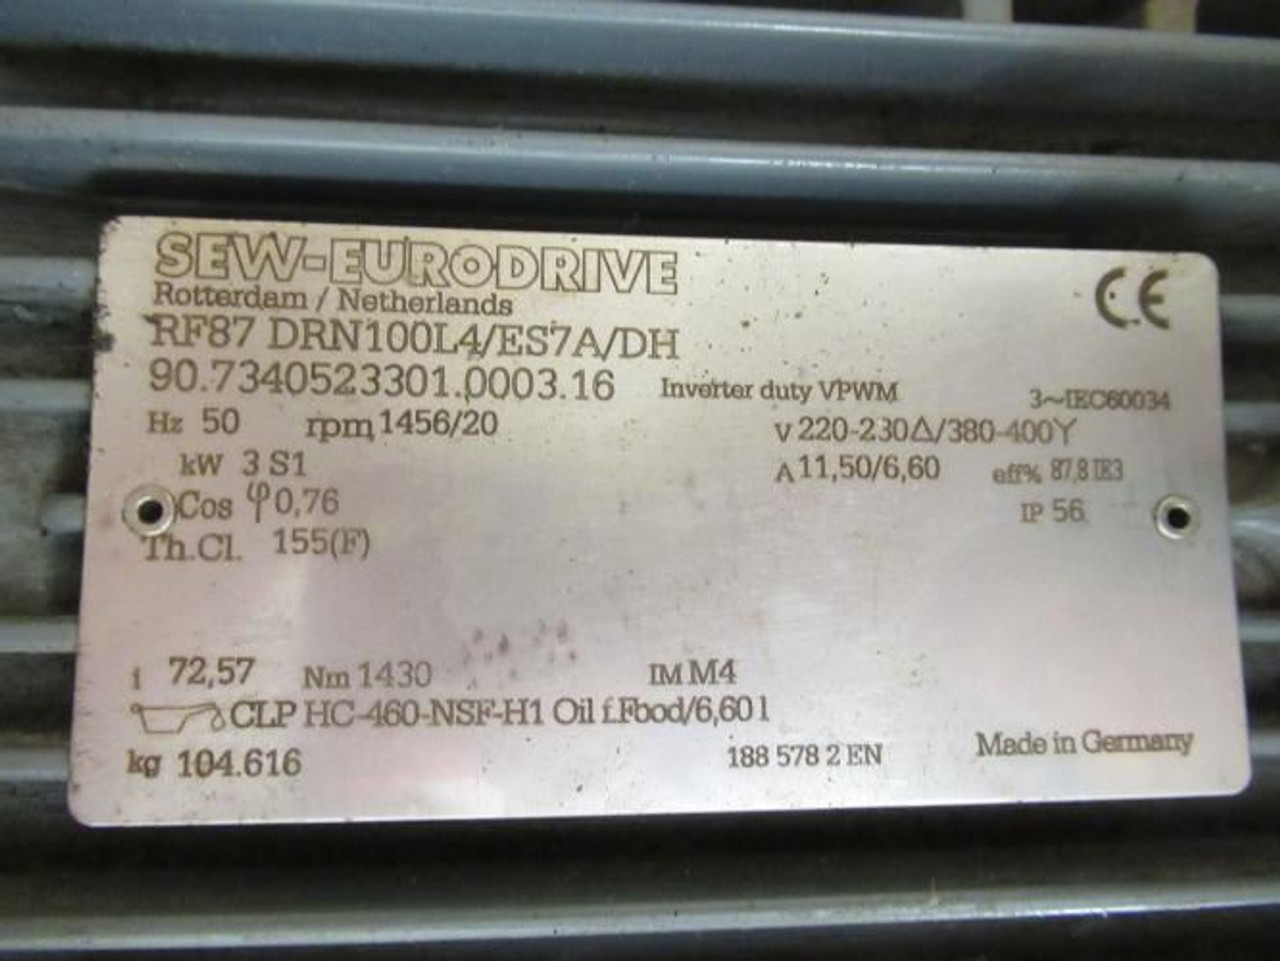 SEW-EURODRIVE
CE
Rotterdam / Netherlands
RF87 DRN100L4/ES7A/DH
90.7340523301.0003.16 Inverter duty VPWM 3~IEC60034
Hz 50 rpm 1456/20 V 220-230Δ/380-400Y
kW 3 S1 A 11,50/6,60 eff% 87,8 IE3
Cos φ 0,76 IP 56
Th.Cl. 155(F)
i 72,57 Nm 1430 IM M4
CLP HC-460-NSF-H1 Oil f.Food/6,60 l
kg 104.616 188 578 2 EN Made in Germany